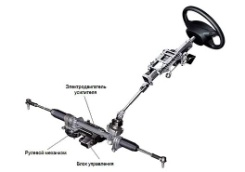 Электродвигатель
усилителя
Рулевой механизм
Блок управления